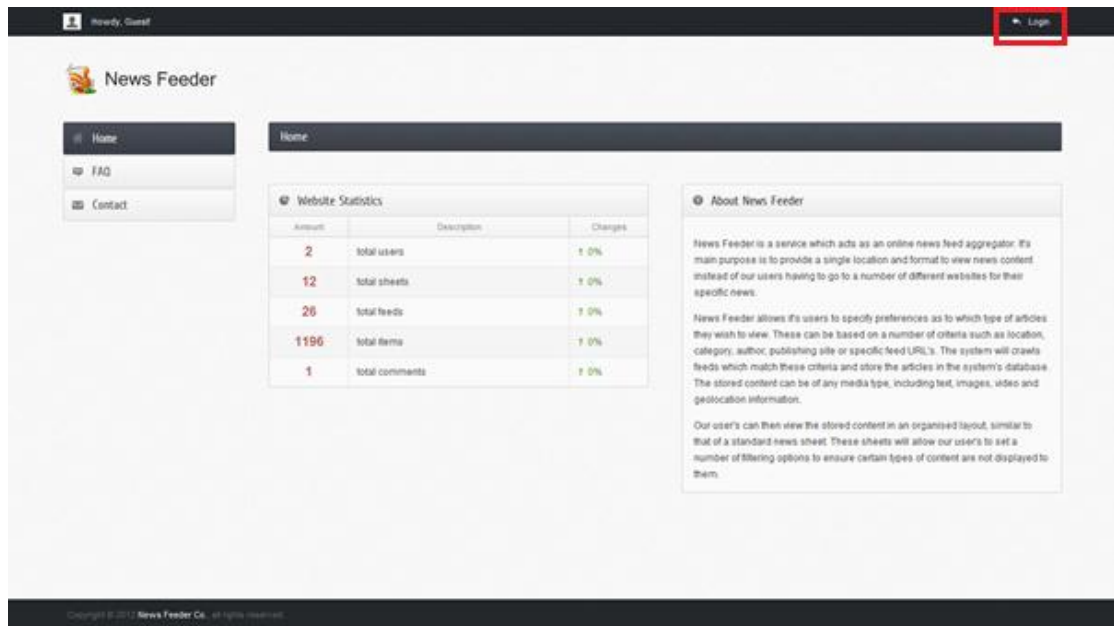 Howdy, Guest!
Login
News Feeder
Home
FAQ
Contact
Home
Website Statistics
Amount Description Changes
2 total users ↑ 0%
12 total sheets ↑ 0%
26 total feeds ↑ 0%
1196 total items ↑ 0%
1 total comments ↑ 0%
About News Feeder
News Feeder is a service which acts as an online news feed aggregator. It's
main purpose is to provide a single location and format to view news content
instead of our users having to go to a number of different websites for their
specific news.
News Feeder allows it's users to specify preferences as to which type of articles
they wish to view. These can be based on a number of criteria such as location,
category, author, publishing site or specific feed URL's. The system will crawls
feeds which match these criteria and store the articles in the system's database.
The stored content can be of any media type, including text, images, video and
geolocation information.
Our user's can then view the stored content in an organised layout, similar to
that of a standard news sheet. These sheets will allow our user's to set a
number of filtering options to ensure certain types of content are not displayed to
them.
Copyright © 2012 News Feeder Co., all rights reserved.